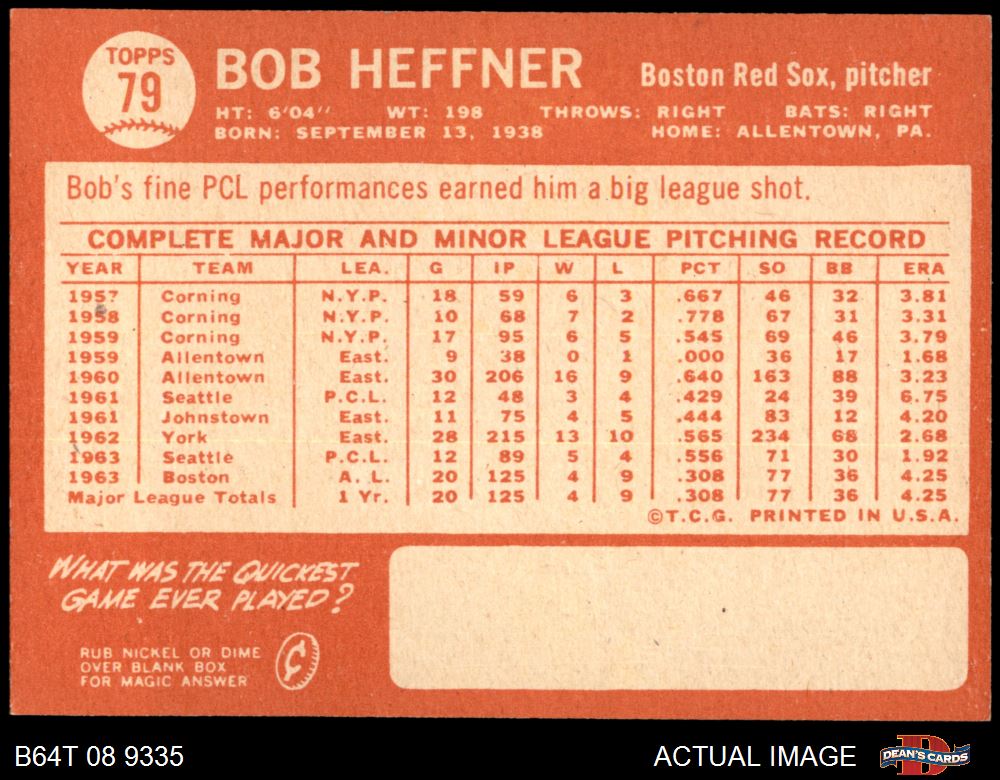 TOPPS
79
BOB HEFFNER Boston Red Sox, pitcher
HT: 6'04" WT: 198 THROWS: RIGHT BATS: RIGHT
BORN: SEPTEMBER 13, 1938 HOME: ALLENTOWN, PA.
Bob's fine PCL performances earned him a big league shot.
COMPLETE MAJOR AND MINOR LEAGUE PITCHING RECORD
YEAR TEAM LEA. G IP W L PCT SO BB ERA
1957 Corning N.Y.P. 18 59 6 3 .667 46 32 3.81
1958 Corning N.Y.P. 10 68 7 2 .778 67 31 3.31
1959 Corning N.Y.P. 17 95 6 5 .545 69 46 3.79
1959 Allentown East. 9 38 0 1 .000 36 17 1.68
1960 Allentown East. 30 206 16 9 .640 163 88 3.23
1961 Seattle P.C.L. 12 48 3 4 .429 24 39 6.75
1961 Johnstown East. 11 75 4 5 .444 83 12 4.20
1962 York East. 28 215 13 10 .565 234 68 2.68
1963 Seattle P.C.L. 12 89 5 4 .556 71 30 1.92
1963 Boston A. L. 20 125 4 9 .308 77 36 4.25
Major League Totals 1 Yr. 20 125 4 9 .308 77 36 4.25
©T.C.G. PRINTED IN U.S.A.
WHAT WAS THE QUICKEST
GAME EVER PLAYED?
RUB NICKEL OR DIME
OVER BLANK BOX
FOR MAGIC ANSWER
¢
B64T 08 9335 ACTUAL IMAGE DEAN'S CARDS